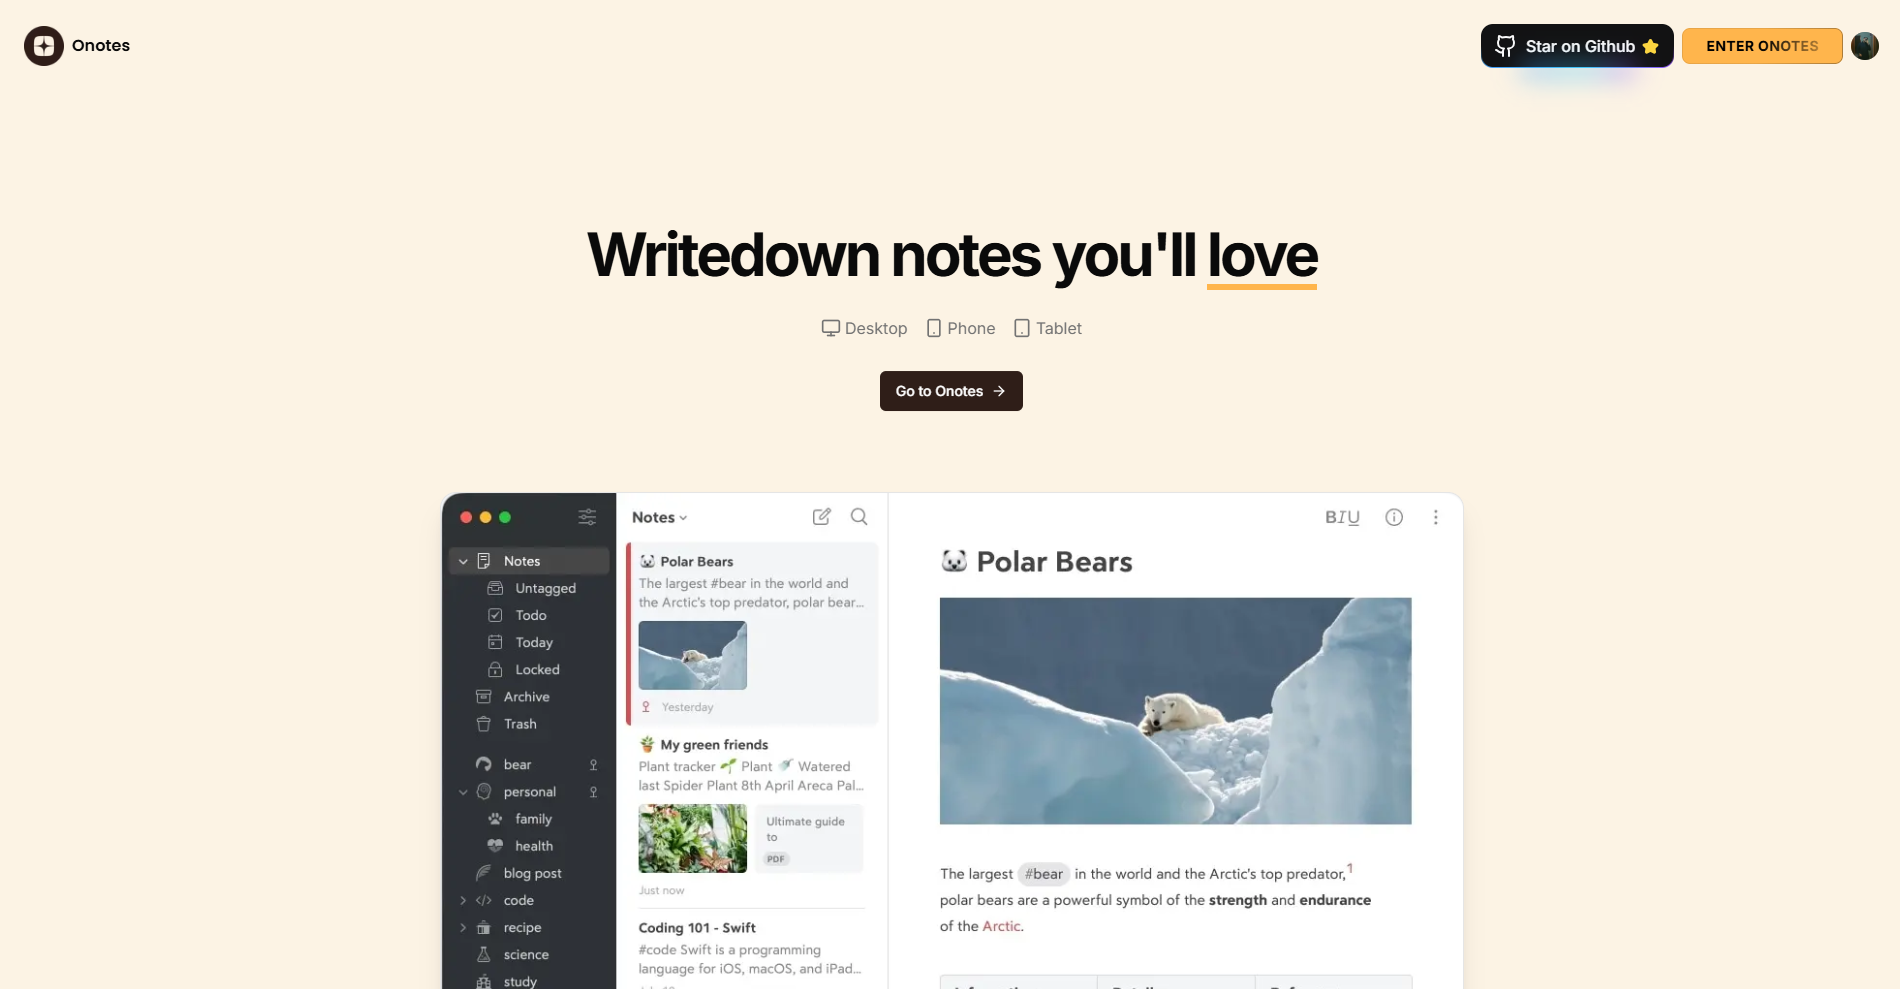 Onotes
Star on Github
ENTER ONOTES
Writedown notes you'll love
Desktop
Phone
Tablet
Go to Onotes
Notes
Untagged
Todo
Today
Locked
Archive
Trash
bear
personal
family
health
blog post
code
recipe
science
study
Notes
Polar Bears
The largest #bear in the world and
the Arctic's top predator, polar bear...
Yesterday
My green friends
Plant tracker 🌱 Plant 🚿 Watered
last Spider Plant 8th April Areca Pal...
Ultimate guide
to
PDF
Just now
Coding 101 - Swift
#code Swift is a programming
language for iOS, macOS, and iPad...
BIU
Polar Bears
The largest #bear in the world and the Arctic's top predator,1
polar bears are a powerful symbol of the strength and endurance
of the Arctic.